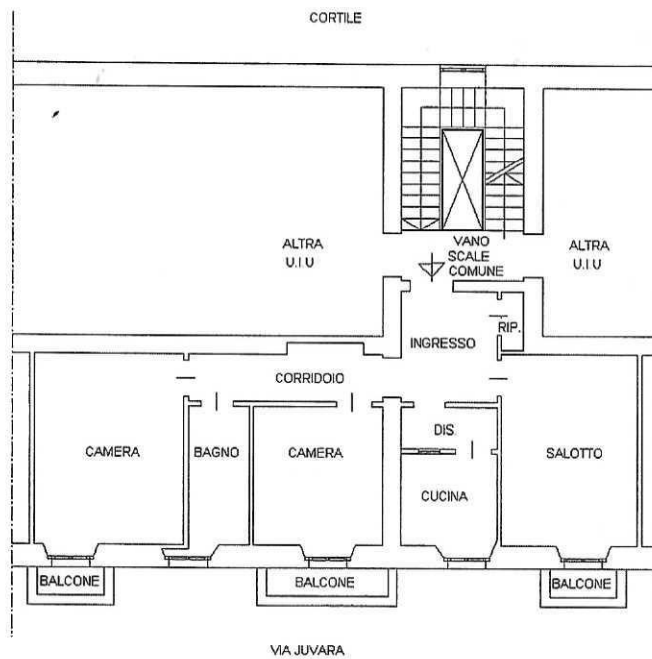 CORTILE
ALTRA
U.I U
VANO
SCALE
COMUNE
ALTRA
U.I U
RIP.
INGRESSO
CORRIDOIO
DIS.
CAMERA
BAGNO
CAMERA
SALOTTO
CUCINA
BALCONE
BALCONE
BALCONE
VIA JUVARA